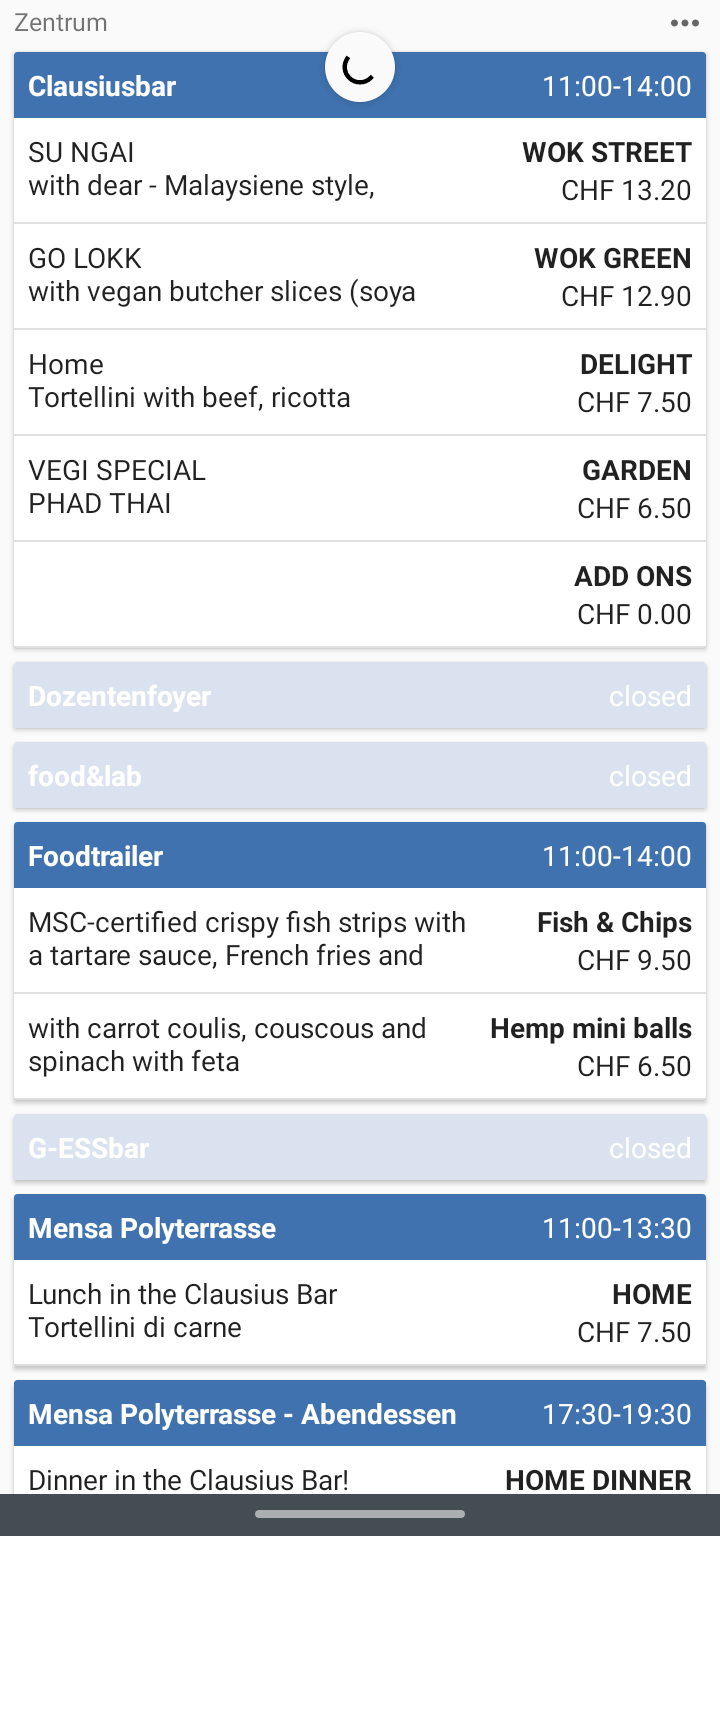 Zentrum
Clausiusbar 11:00-14:00
SU NGAI WOK STREET
with dear - Malaysiene style, CHF 13.20
GO LOKK WOK GREEN
with vegan butcher slices (soya CHF 12.90
Home DELIGHT
Tortellini with beef, ricotta CHF 7.50
VEGI SPECIAL GARDEN
PHAD THAI CHF 6.50
ADD ONS
CHF 0.00
Dozentenfoyer closed
food&lab closed
Foodtrailer 11:00-14:00
MSC-certified crispy fish strips with Fish & Chips
a tartare sauce, French fries and CHF 9.50
with carrot coulis, couscous and Hemp mini balls
spinach with feta CHF 6.50
G-ESSbar closed
Mensa Polyterrasse 11:00-13:30
Lunch in the Clausius Bar HOME
Tortellini di carne CHF 7.50
Mensa Polyterrasse - Abendessen 17:30-19:30
Dinner in the Clausius Bar! HOME DINNER